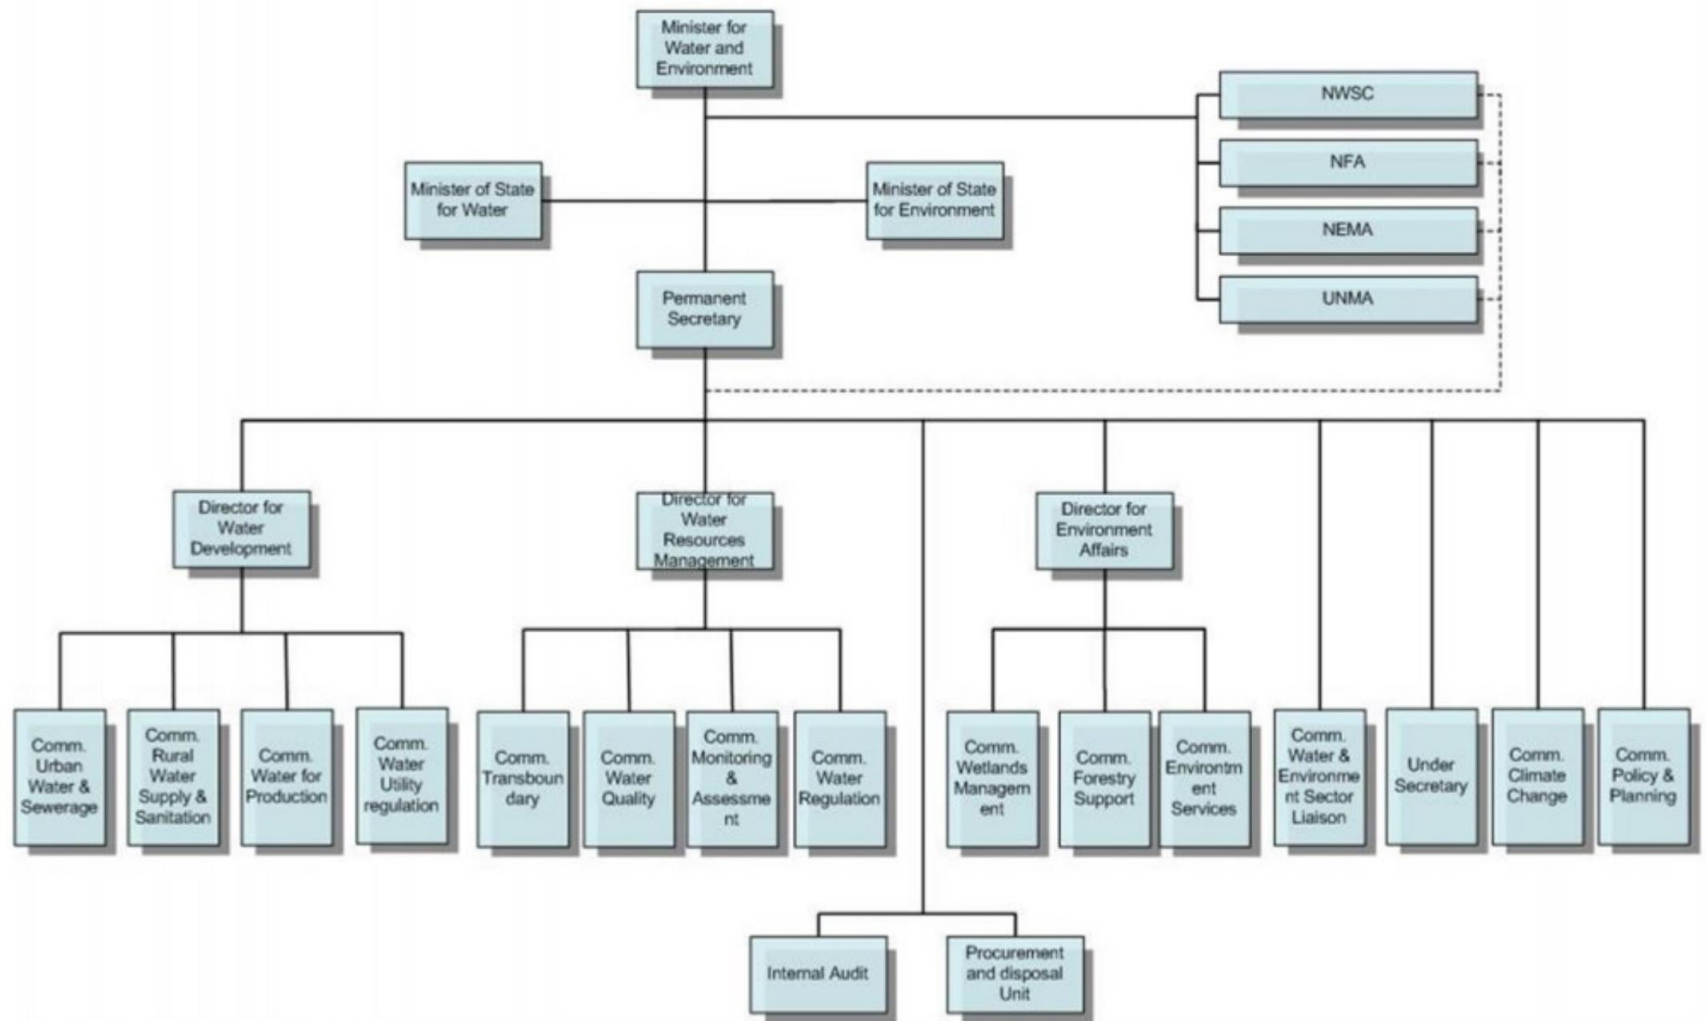 Minister for
Water and
Environment
NWSC
NFA
NEMA
UNMA
Minister of State
for Water
Minister of State
for Environment
Permanent
Secretary
Director for
Water
Development
Director for
Water
Resources
Management
Director for
Environment
Affairs
Comm.
Urban
Water &
Sewerage
Comm.
Rural
Water
Supply &
Sanitation
Comm.
Water for
Production
Comm.
Water
Utility
regulation
Comm.
Transboun
dary
Comm.
Water
Quality
Comm.
Monitoring
&
Assessme
nt
Comm.
Water
Regulation
Comm.
Wetlands
Managem
ent
Comm.
Forestry
Support
Comm.
Environtm
ent
Services
Comm.
Water &
Environme
nt Sector
Liaison
Under
Secretary
Comm.
Climate
Change
Comm.
Policy &
Planning
Internal Audit
Procurement
and disposal
Unit